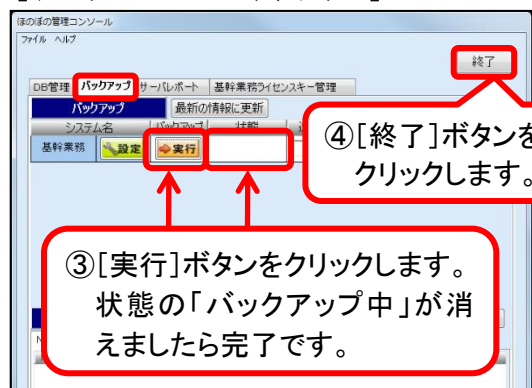 ほのぼの管理コンソール
ファイル ヘルプ
終了
DB管理 バックアップ サーバレポート 基幹業務ライセンスキー管理
バックアップ 最新の情報に更新
システム名 バックアップ 状態
基幹業務 設定 実行
④[終了]ボタンを
クリックします。
③[実行]ボタンをクリックします。
状態の「バックアップ中」が消
えましたら完了です。